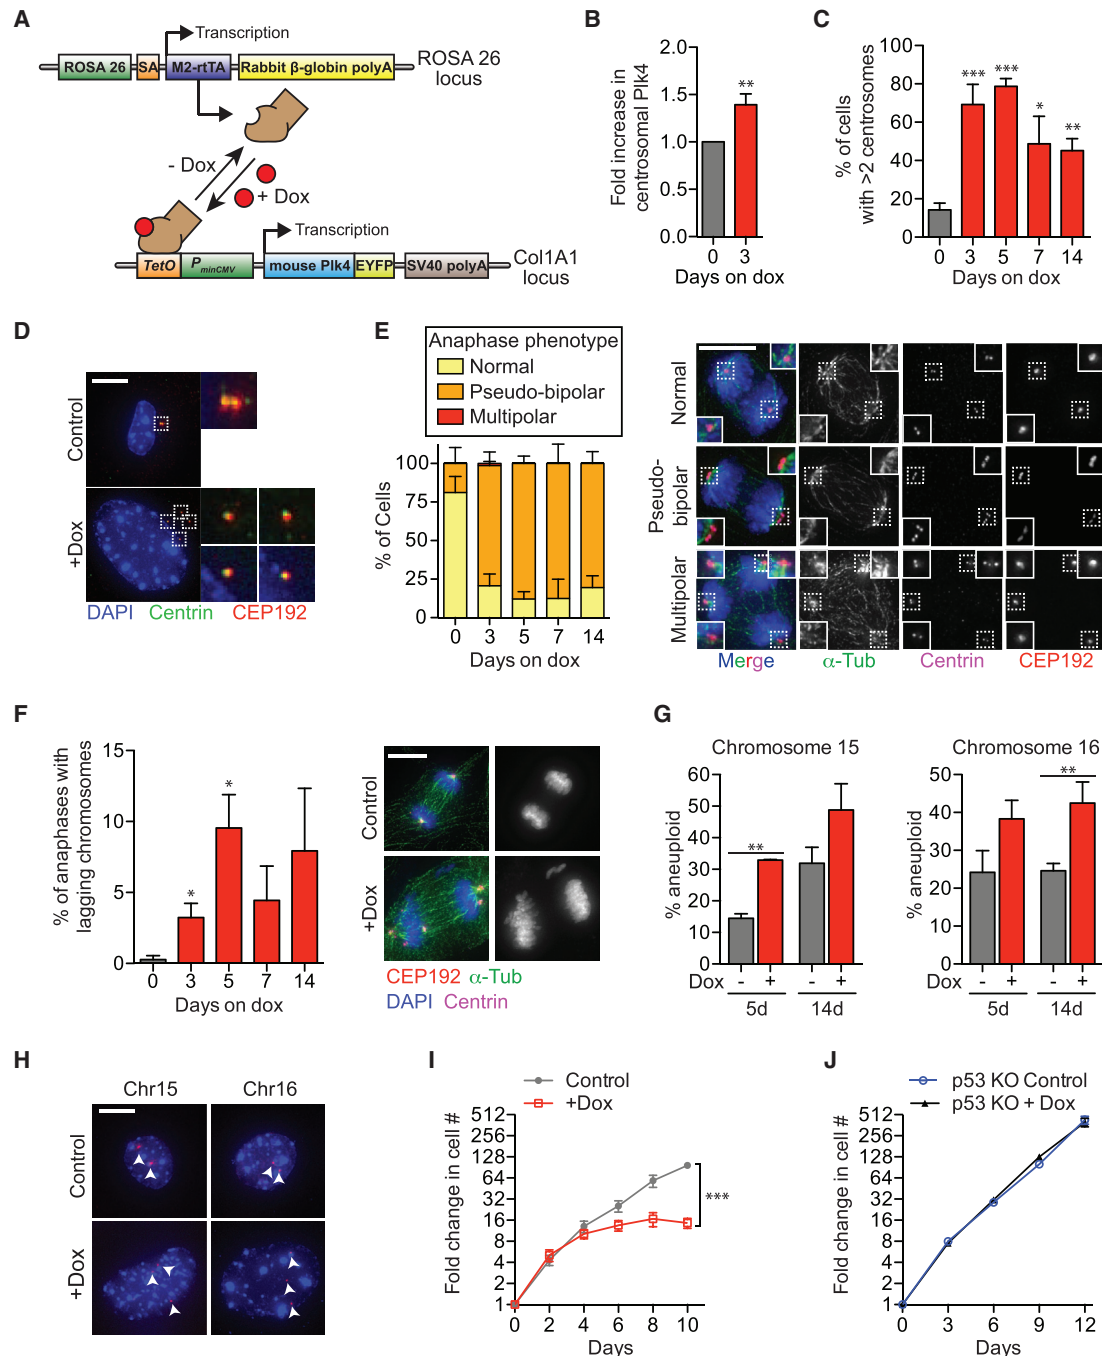 A
Transcription
ROSA 26
SA
M2-rtTA
Rabbit β-globin polyA
ROSA 26
locus
- Dox
+ Dox
Transcription
TetO
PminCMV
mouse Plk4
EYFP
SV40 polyA
Col1A1
locus
B
Fold increase in
centrosomal Plk4
2.0
1.5
1.0
0.5
0
**
0 3
Days on dox
C
% of cells
with >2 centrosomes
100
80
60
40
20
0
*** *** * **
0 3 5 7 14
Days on dox
D
Control
+Dox
DAPI Centrin CEP192
E
Anaphase phenotype
Normal
Pseudo-bipolar
Multipolar
% of Cells
100
75
50
25
0
0 3 5 7 14
Days on dox
Normal
Pseudo-
bipolar
Multipolar
Merge α-Tub Centrin CEP192
F
% of anaphases with
lagging chromosomes
15
10
5
0
* *
0 3 5 7 14
Days on dox
Control
+Dox
CEP192 α-Tub
DAPI Centrin
G
Chromosome 15
% aneuploid
60
50
40
30
20
10
0
**
Dox - + - +
5d 14d
Chromosome 16
% aneuploid
50
40
30
20
10
0
**
- + - +
5d 14d
H
Chr15 Chr16
Control
+Dox
I
Control
+Dox
Fold change in cell #
512
256
128
64
32
16
8
4
2
1
***
0 2 4 6 8 10
Days
J
p53 KO Control
p53 KO + Dox
Fold change in cell #
512
256
128
64
32
16
8
4
2
1
0 3 6 9 12
Days